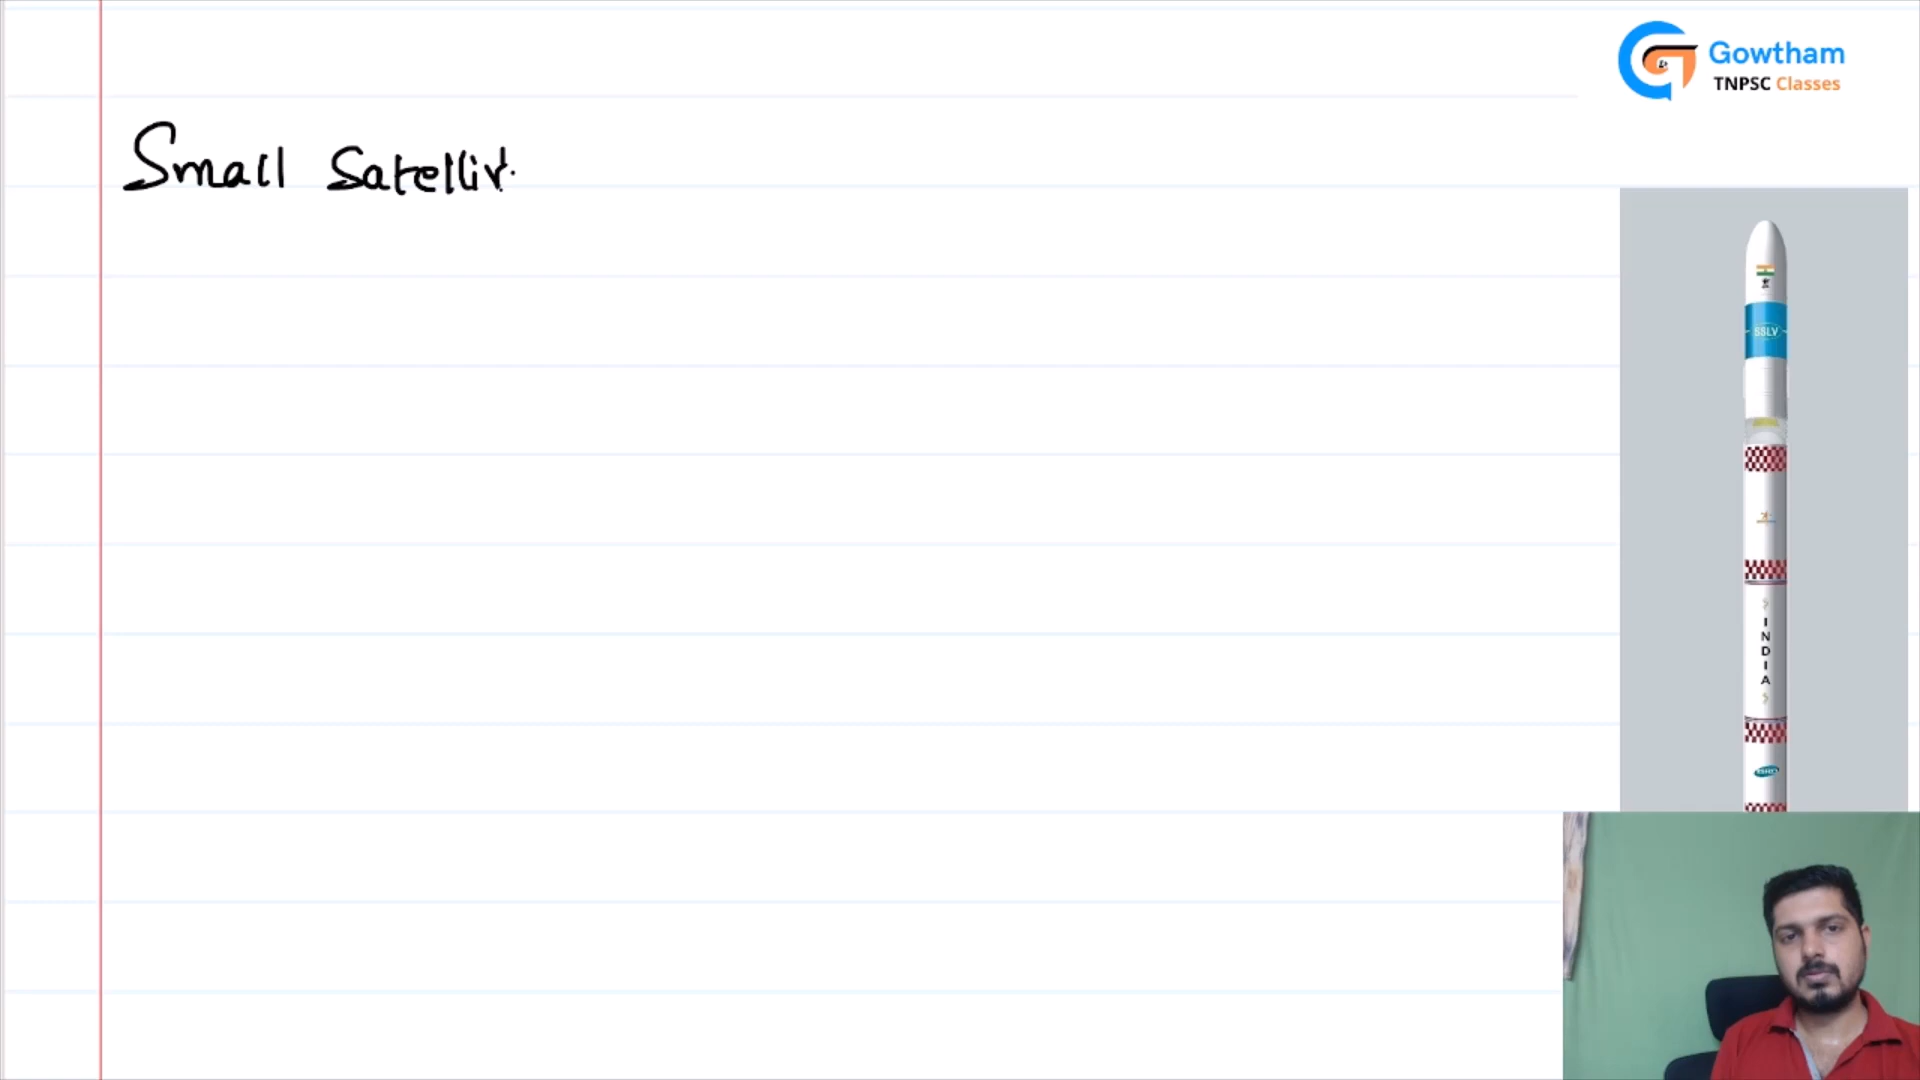 Gowtham
TNPSC Classes
Small Satellit
SSLV
INDIA